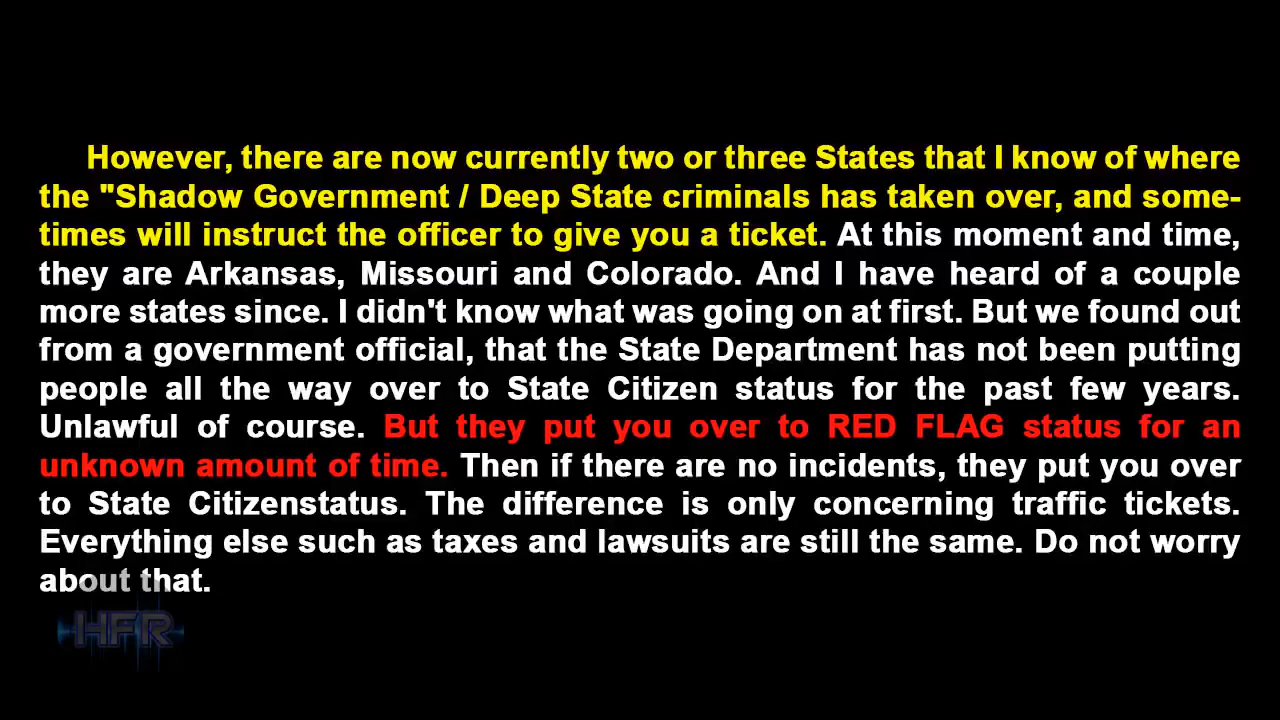 However, there are now currently two or three States that I know of where
the "Shadow Government / Deep State criminals has taken over, and some-
times will instruct the officer to give you a ticket. At this moment and time,
they are Arkansas, Missouri and Colorado. And I have heard of a couple
more states since. I didn't know what was going on at first. But we found out
from a government official, that the State Department has not been putting
people all the way over to State Citizen status for the past few years.
Unlawful of course. But they put you over to RED FLAG status for an
unknown amount of time. Then if there are no incidents, they put you over
to State Citizenstatus. The difference is only concerning traffic tickets.
Everything else such as taxes and lawsuits are still the same. Do not worry
about that.
HFR